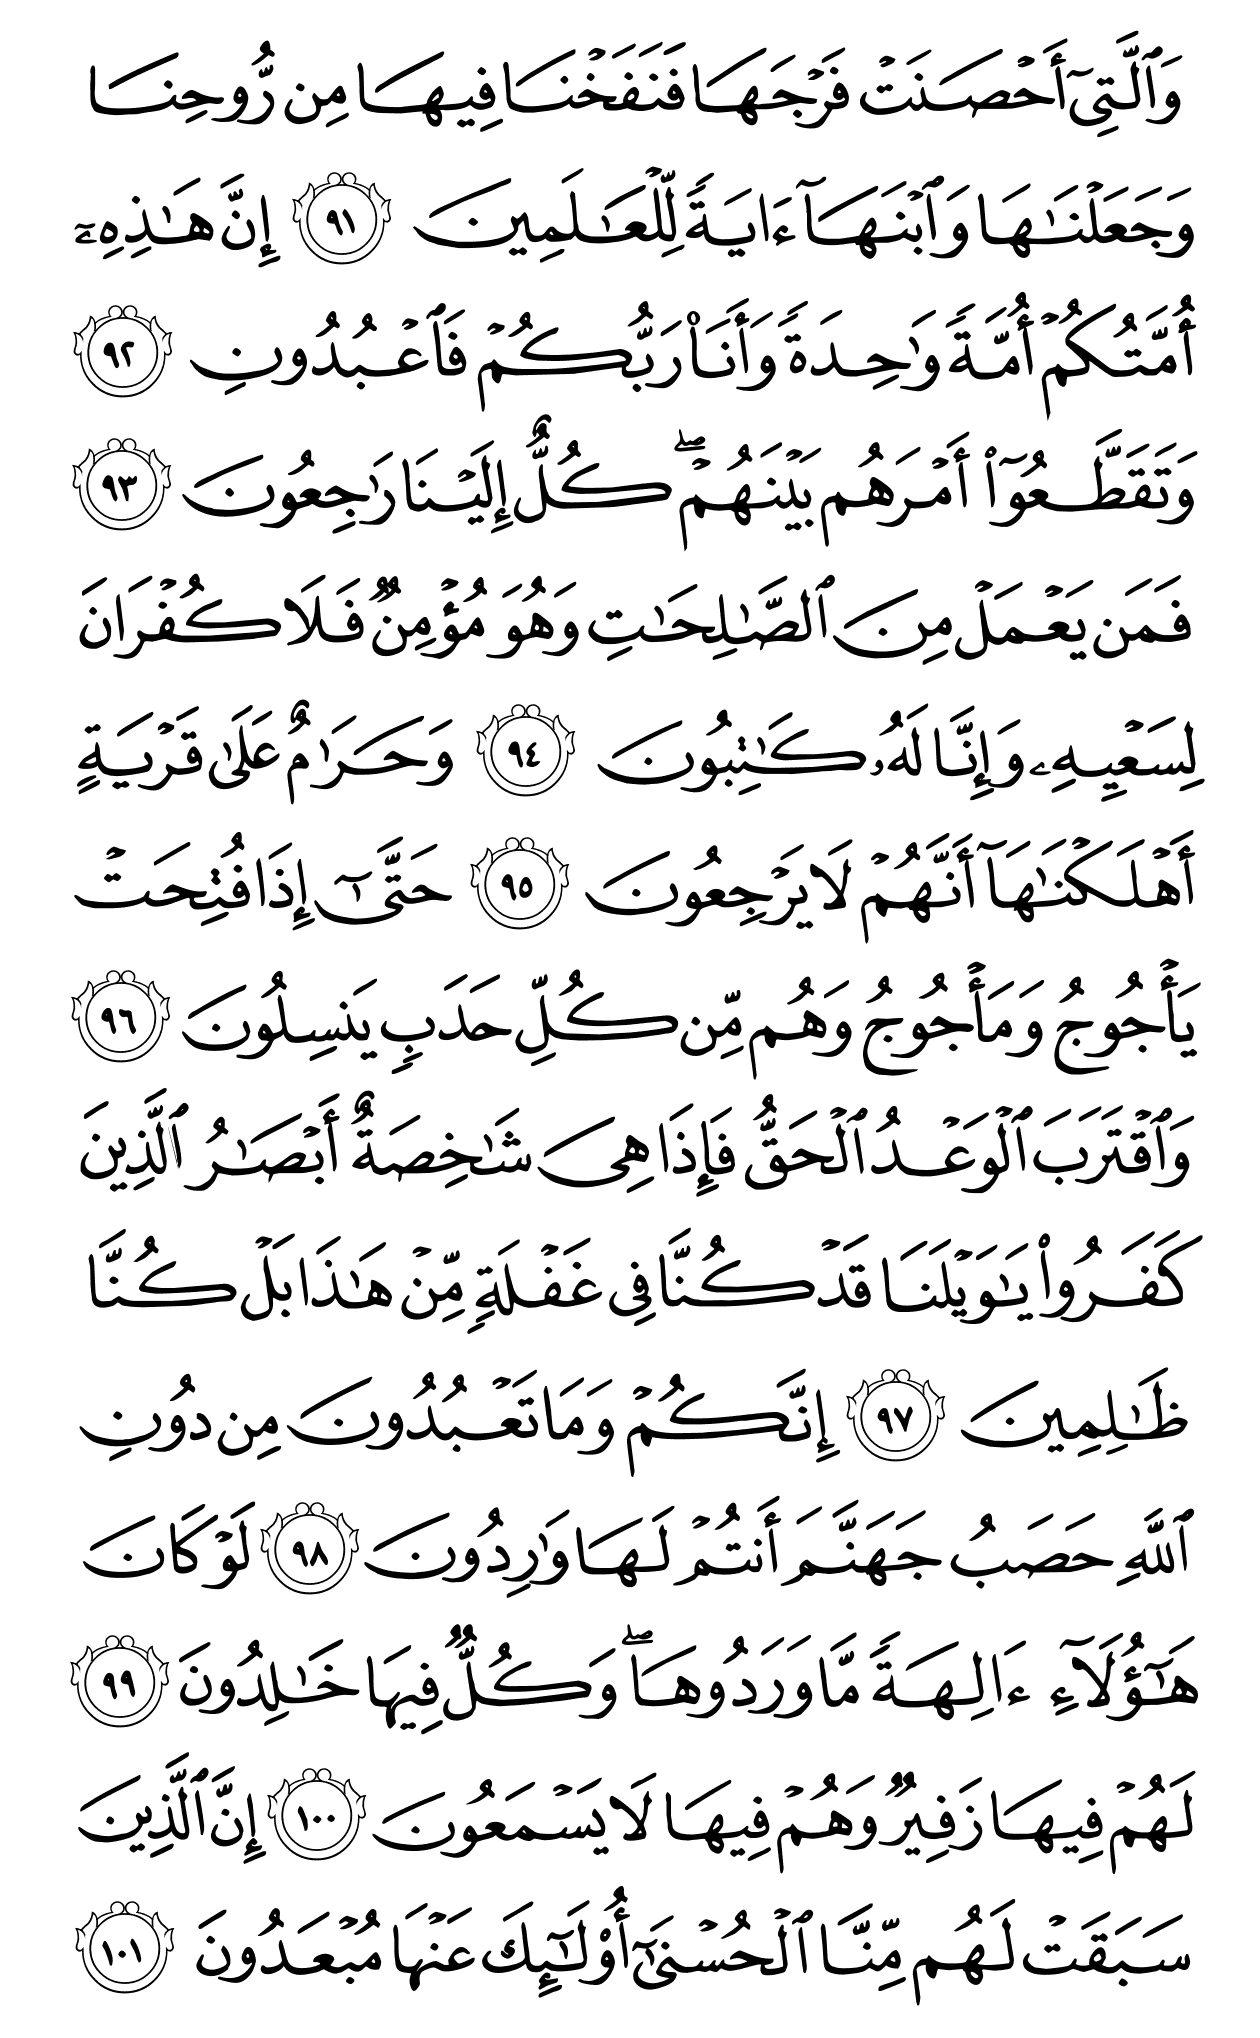 وَٱلَّتِىٓ أَحۡصَنَتۡ فَرۡجَهَا فَنَفَخۡنَا فِيهَا مِن رُّوحِنَا
وَجَعَلۡنَٰهَا وَٱبۡنَهَآ ءَايَةٗ لِّلۡعَٰلَمِينَ ٩١ إِنَّ هَٰذِهِۦٓ
أُمَّتُكُمۡ أُمَّةٗ وَٰحِدَةٗ وَأَنَا۠ رَبُّكُمۡ فَٱعۡبُدُونِ ٩٢
وَتَقَطَّعُوٓاْ أَمۡرَهُم بَيۡنَهُمۡۖ كُلٌّ إِلَيۡنَا رَٰجِعُونَ ٩٣
فَمَن يَعۡمَلۡ مِنَ ٱلصَّٰلِحَٰتِ وَهُوَ مُؤۡمِنٞ فَلَا كُفۡرَانَ
لِسَعۡيِهِۦ وَإِنَّا لَهُۥ كَٰتِبُونَ ٩٤ وَحَرَٰمٌ عَلَىٰ قَرۡيَةٍ
أَهۡلَكۡنَٰهَآ أَنَّهُمۡ لَا يَرۡجِعُونَ ٩٥ حَتَّىٰٓ إِذَا فُتِحَتۡ
يَأۡجُوجُ وَمَأۡجُوجُ وَهُم مِّن كُلِّ حَدَبٖ يَنسِلُونَ ٩٦
وَٱقۡتَرَبَ ٱلۡوَعۡدُ ٱلۡحَقُّ فَإِذَا هِىَ شَٰخِصَةٌ أَبۡصَٰرُ ٱلَّذِينَ
كَفَرُواْ يَٰوَيۡلَنَا قَدۡ كُنَّا فِى غَفۡلَةٖ مِّنۡ هَٰذَا بَلۡ كُنَّا
ظَٰلِمِينَ ٩٧ إِنَّكُمۡ وَمَا تَعۡبُدُونَ مِن دُونِ
ٱللَّهِ حَصَبُ جَهَنَّمَ أَنتُمۡ لَهَا وَٰرِدُونَ ٩٨ لَوۡ كَانَ
هَٰٓؤُلَآءِ ءَالِهَةٗ مَّا وَرَدُوهَاۖ وَكُلٌّ فِيهَا خَٰلِدُونَ ٩٩
لَهُمۡ فِيهَا زَفِيرٞ وَهُمۡ فِيهَا لَا يَسۡمَعُونَ ١٠٠ إِنَّ ٱلَّذِينَ
سَبَقَتۡ لَهُم مِّنَّا ٱلۡحُسۡنَىٰٓ أُوْلَٰٓئِكَ عَنۡهَا مُبۡعَدُونَ ١٠١